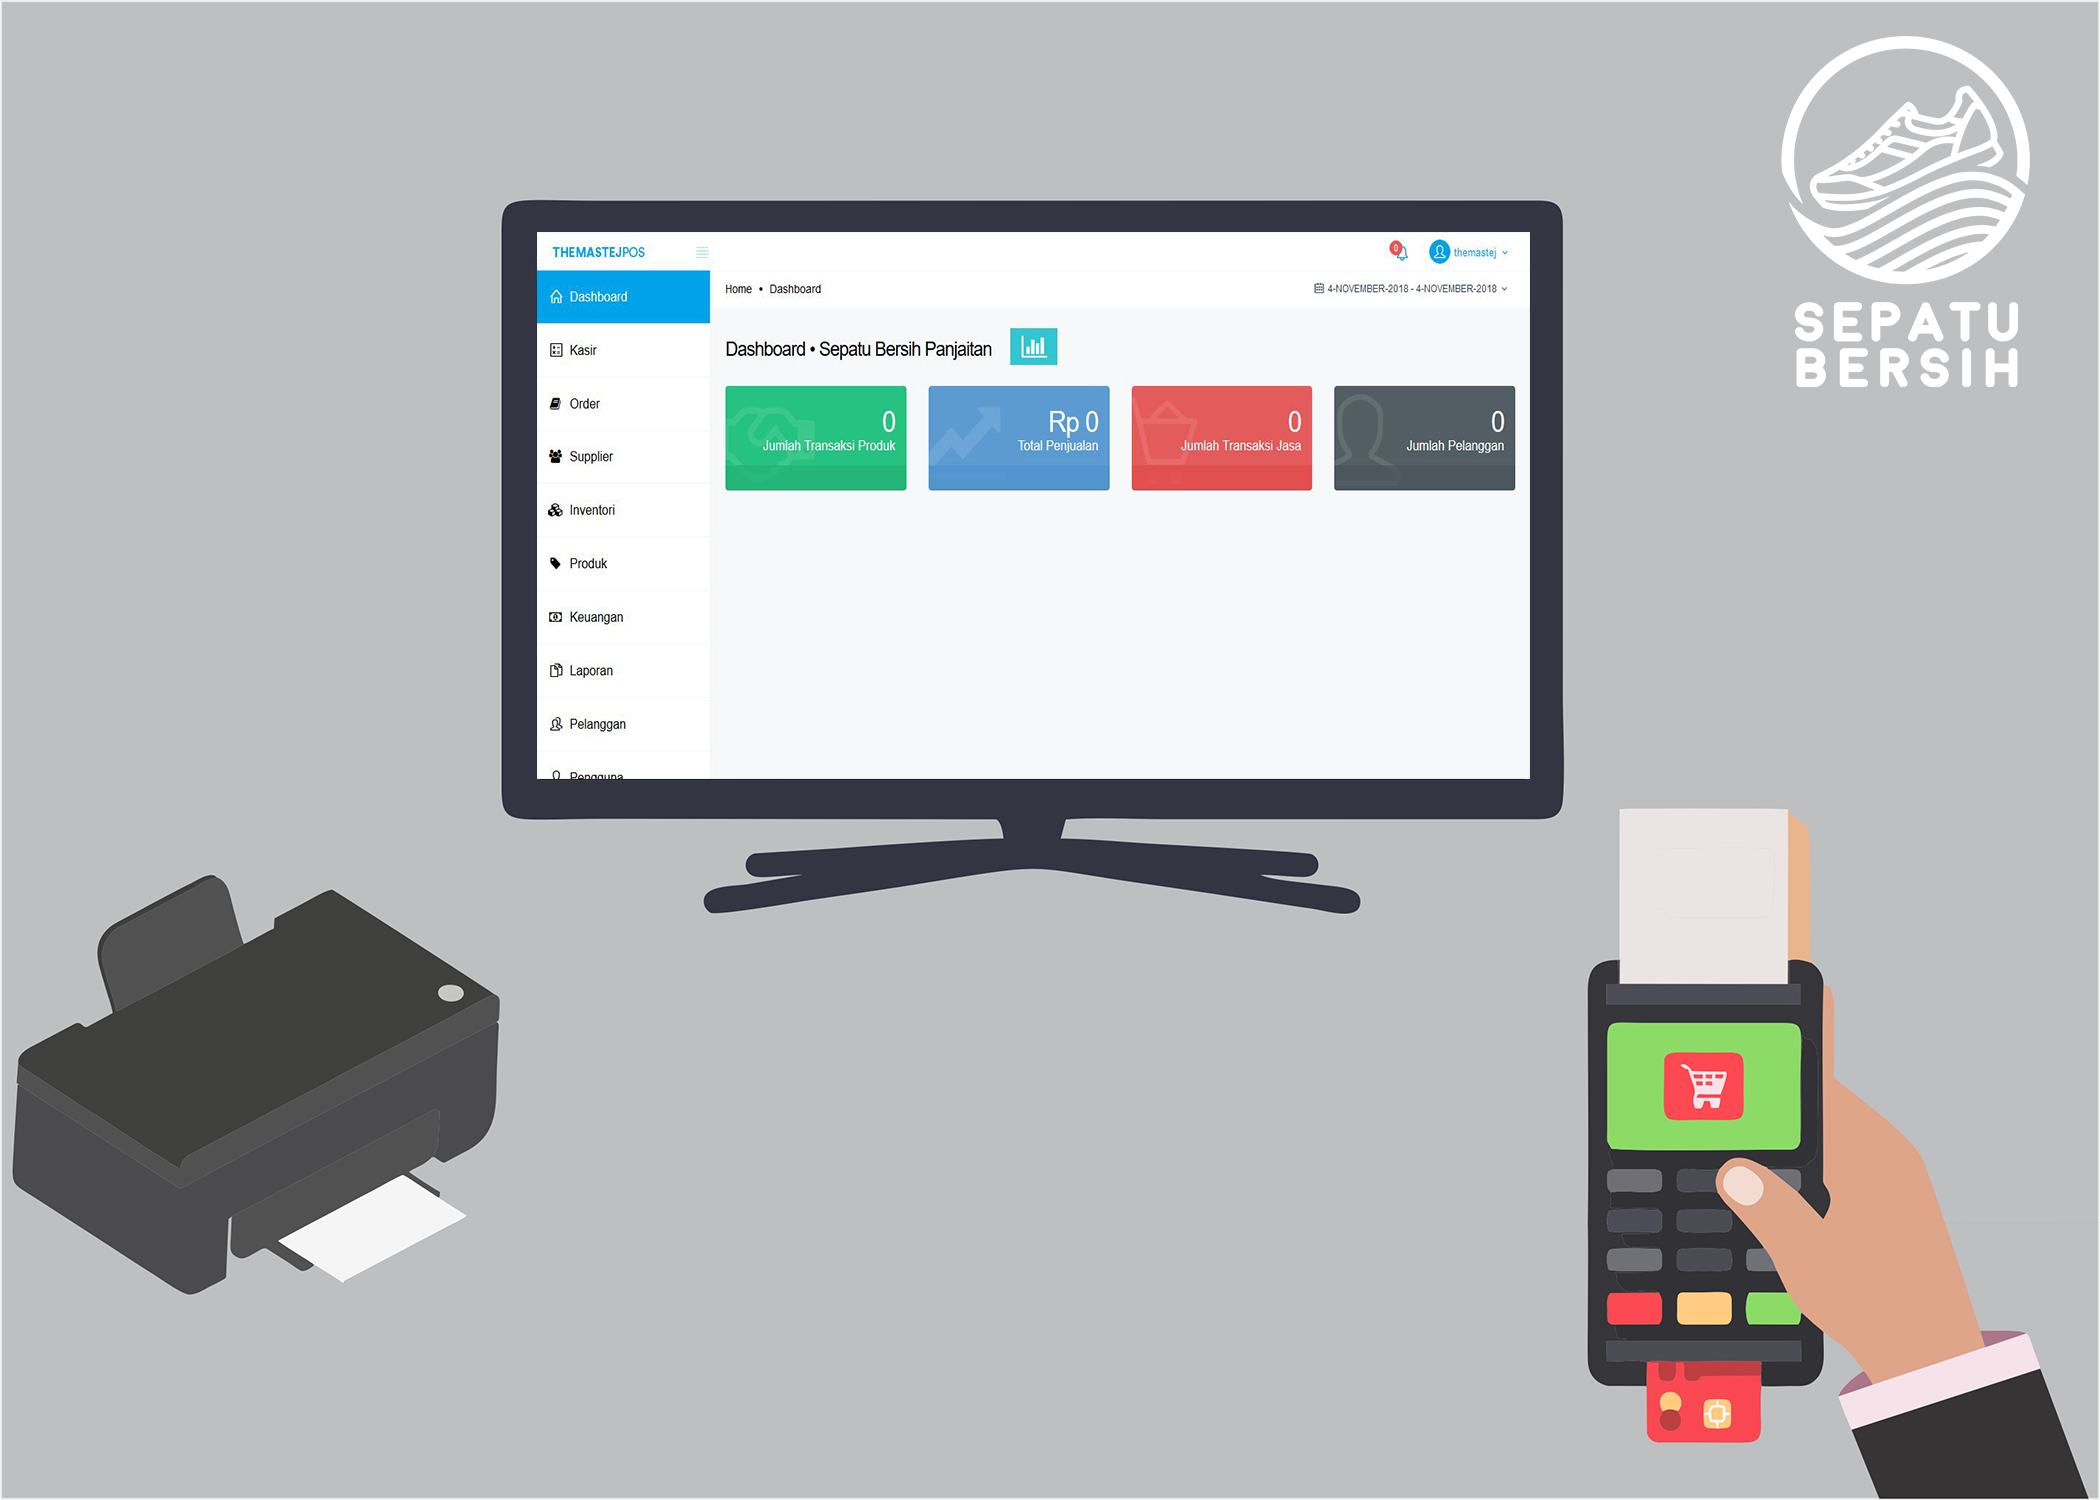 SEPATU
BERSIH
THEMASTEJPOS
0
themastej
Dashboard
Home • Dashboard
4-NOVEMBER-2018 - 4-NOVEMBER-2018
Kasir
Dashboard • Sepatu Bersih Panjaitan
Order
0
Jumlah Transaksi Produk
Rp 0
Total Penjualan
0
Jumlah Transaksi Jasa
0
Jumlah Pelanggan
Supplier
Inventori
Produk
Keuangan
Laporan
Pelanggan
Pengguna